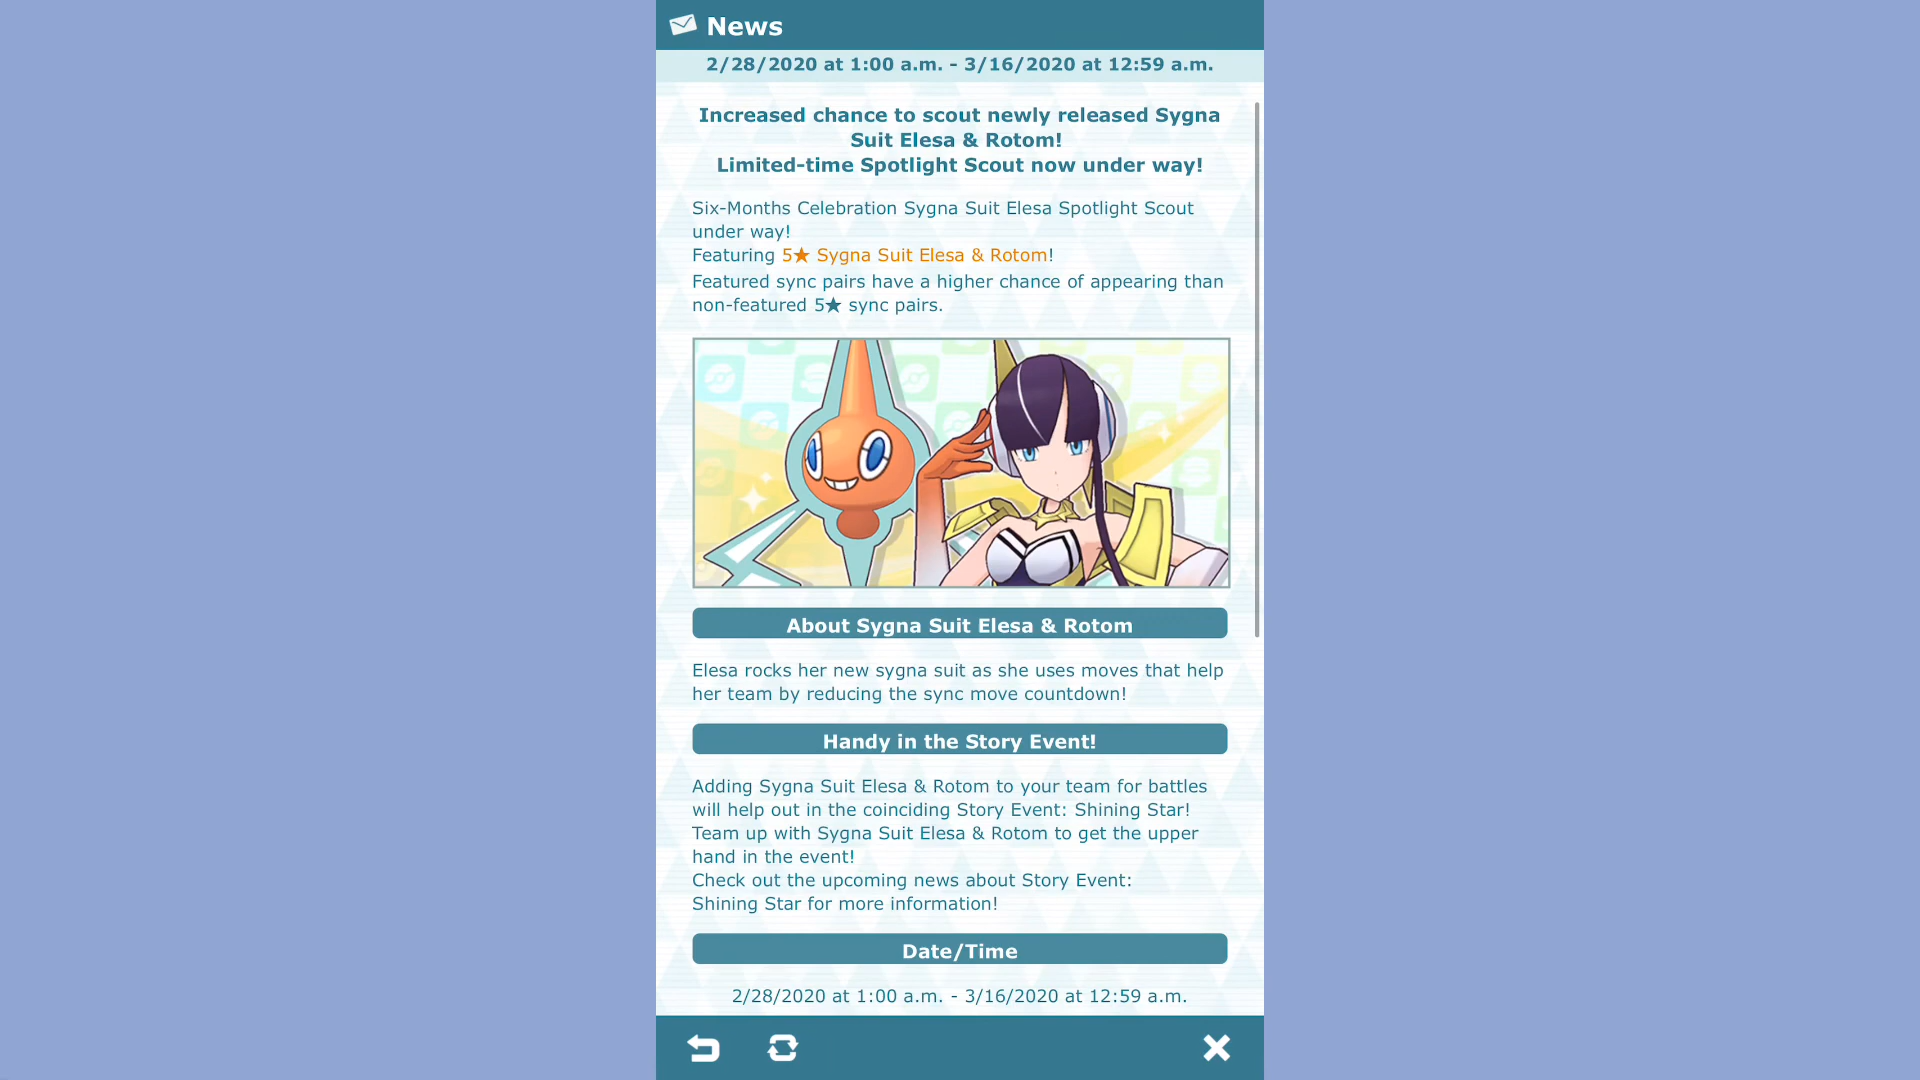 News
2/28/2020 at 1:00 a.m. - 3/16/2020 at 12:59 a.m.
Increased chance to scout newly released Sygna
Suit Elesa & Rotom!
Limited-time Spotlight Scout now under way!
Six-Months Celebration Sygna Suit Elesa Spotlight Scout
under way!
Featuring 5★ Sygna Suit Elesa & Rotom!
Featured sync pairs have a higher chance of appearing than
non-featured 5★ sync pairs.
About Sygna Suit Elesa & Rotom
Elesa rocks her new sygna suit as she uses moves that help
her team by reducing the sync move countdown!
Handy in the Story Event!
Adding Sygna Suit Elesa & Rotom to your team for battles
will help out in the coinciding Story Event: Shining Star!
Team up with Sygna Suit Elesa & Rotom to get the upper
hand in the event!
Check out the upcoming news about Story Event:
Shining Star for more information!
Date/Time
2/28/2020 at 1:00 a.m. - 3/16/2020 at 12:59 a.m.